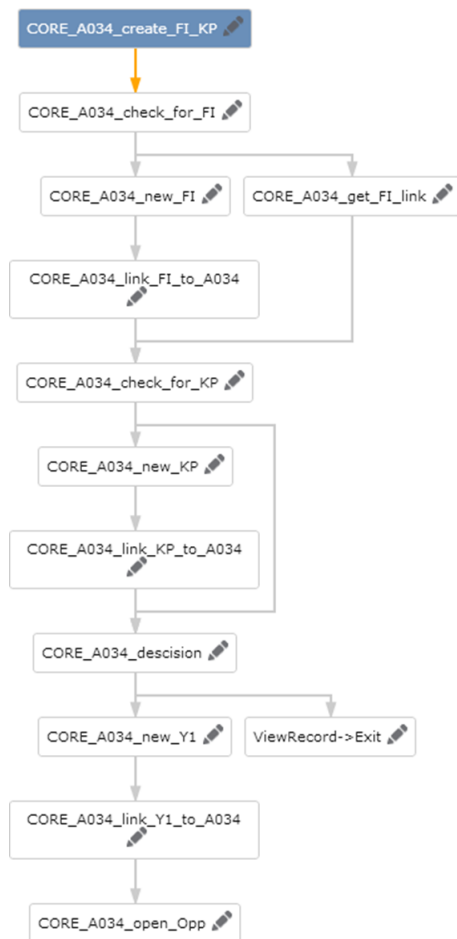 CORE_A034_create_FI_KP
CORE_A034_check_for_FI
CORE_A034_new_FI
CORE_A034_get_FI_link
CORE_A034_link_FI_to_A034
CORE_A034_check_for_KP
CORE_A034_new_KP
CORE_A034_link_KP_to_A034
CORE_A034_descision
CORE_A034_new_Y1
ViewRecord->Exit
CORE_A034_link_Y1_to_A034
CORE_A034_open_Opp